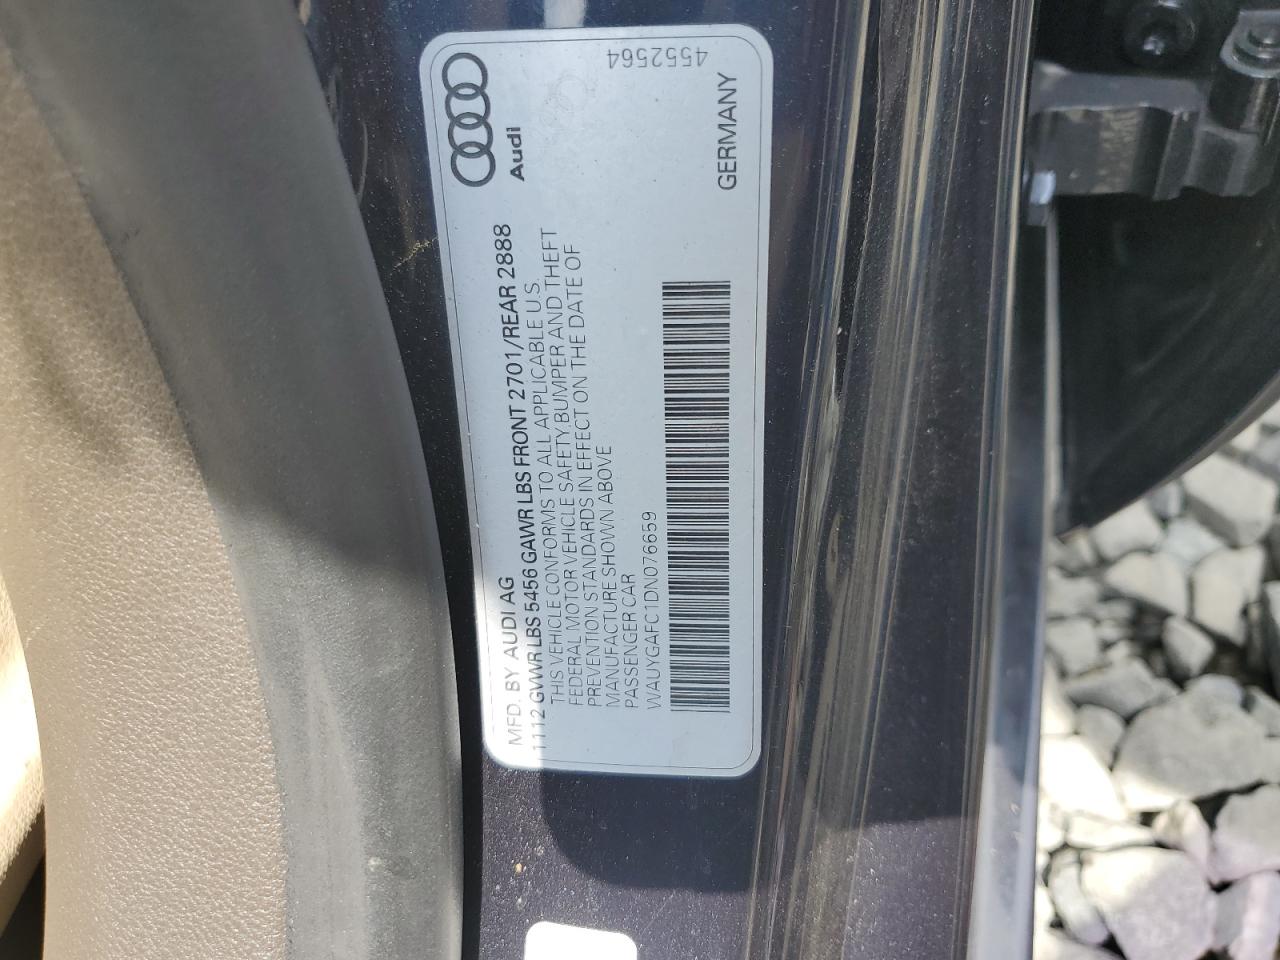 Audi
MFD. BY AUDI AG
1112 GVWR LBS 5456 GAWR LBS FRONT 2701/REAR 2888
THIS VEHICLE CONFORMS TO ALL APPLICABLE U.S.
FEDERAL MOTOR VEHICLE SAFETY, BUMPER AND THEFT
PREVENTION STANDARDS IN EFFECT ON THE DATE OF
MANUFACTURE SHOWN ABOVE
PASSENGER CAR
WAUYGAFC1DN076659
GERMANY
4552564